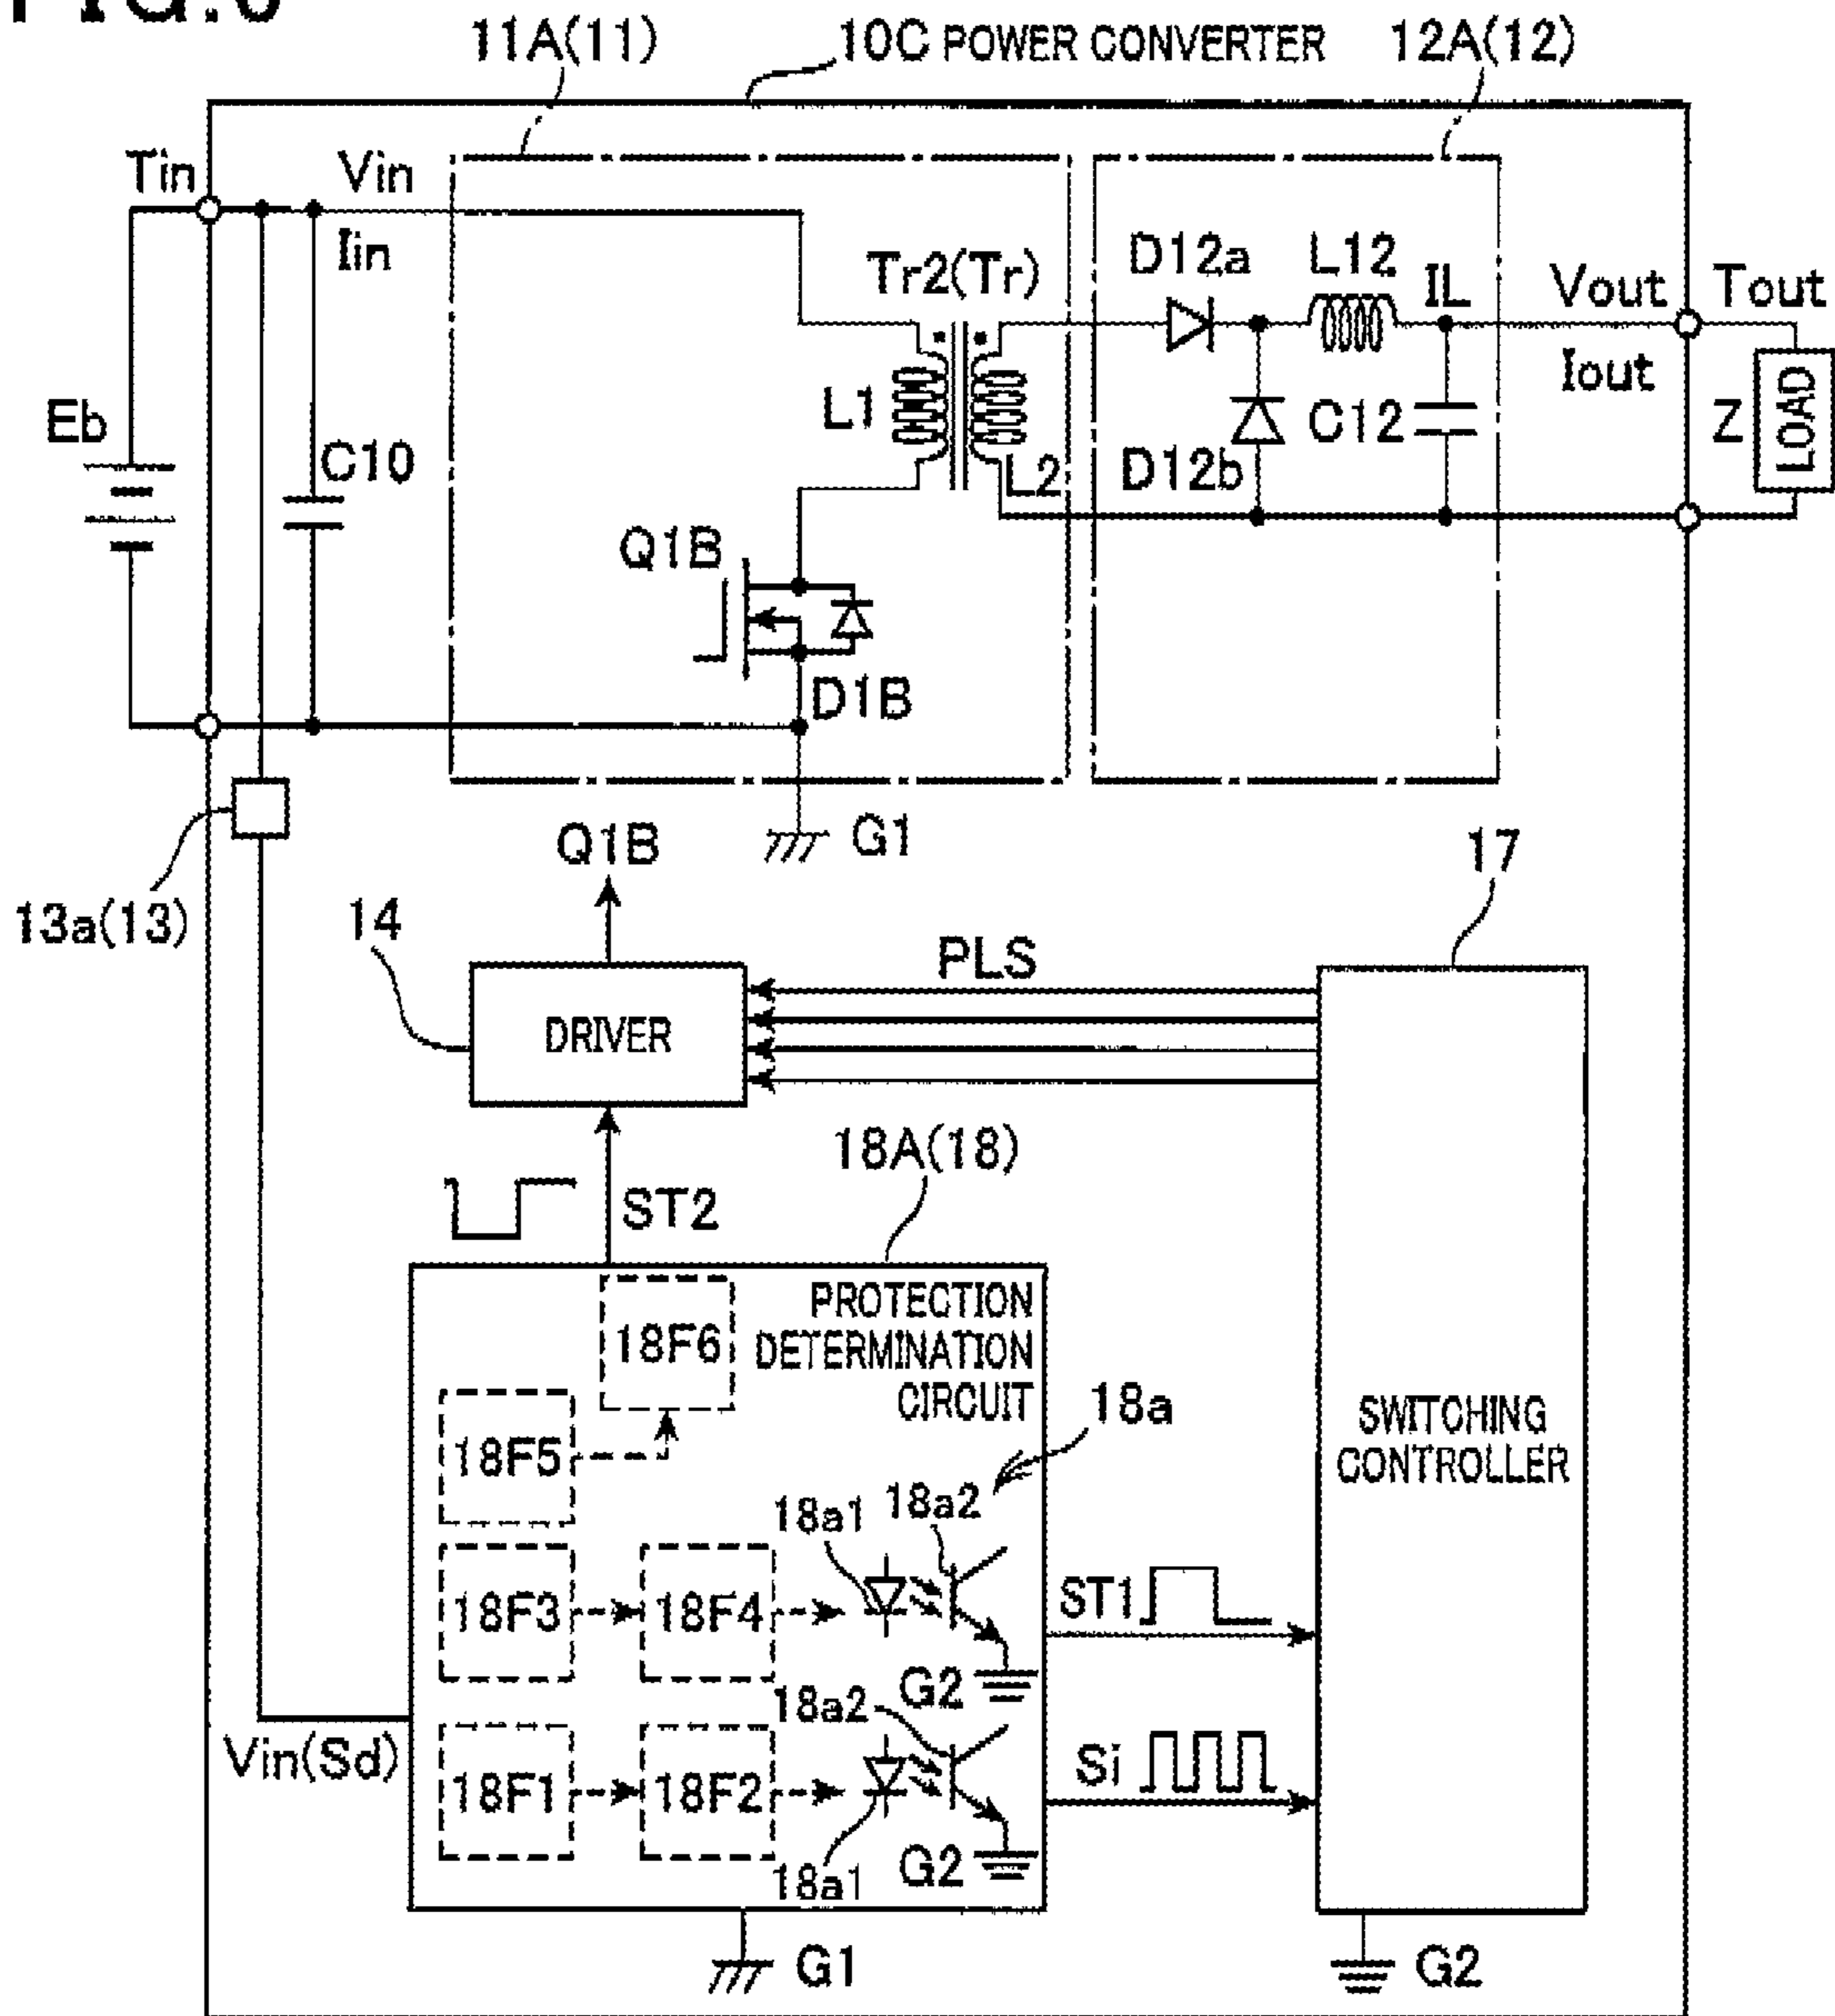 11A(11)
10C POWER CONVERTER
12A(12)
Tin
Vin
Iin
Tr2(Tr)
D12a
L12
IL
Vout
Tout
Iout
Eb
C10
L1
L2
D12b
C12
Z
LOAD
Q1B
D1B
G1
13a(13)
Q1B
14
PLS
17
DRIVER
18A(18)
ST2
PROTECTION
DETERMINATION
CIRCUIT
18F6
18F5
18a
SWITCHING
CONTROLLER
18a1
18a2
18F3
18F4
ST1
G2
18a2
Vin(Sd)
18F1
18F2
Si
18a1
G2
G1
G2